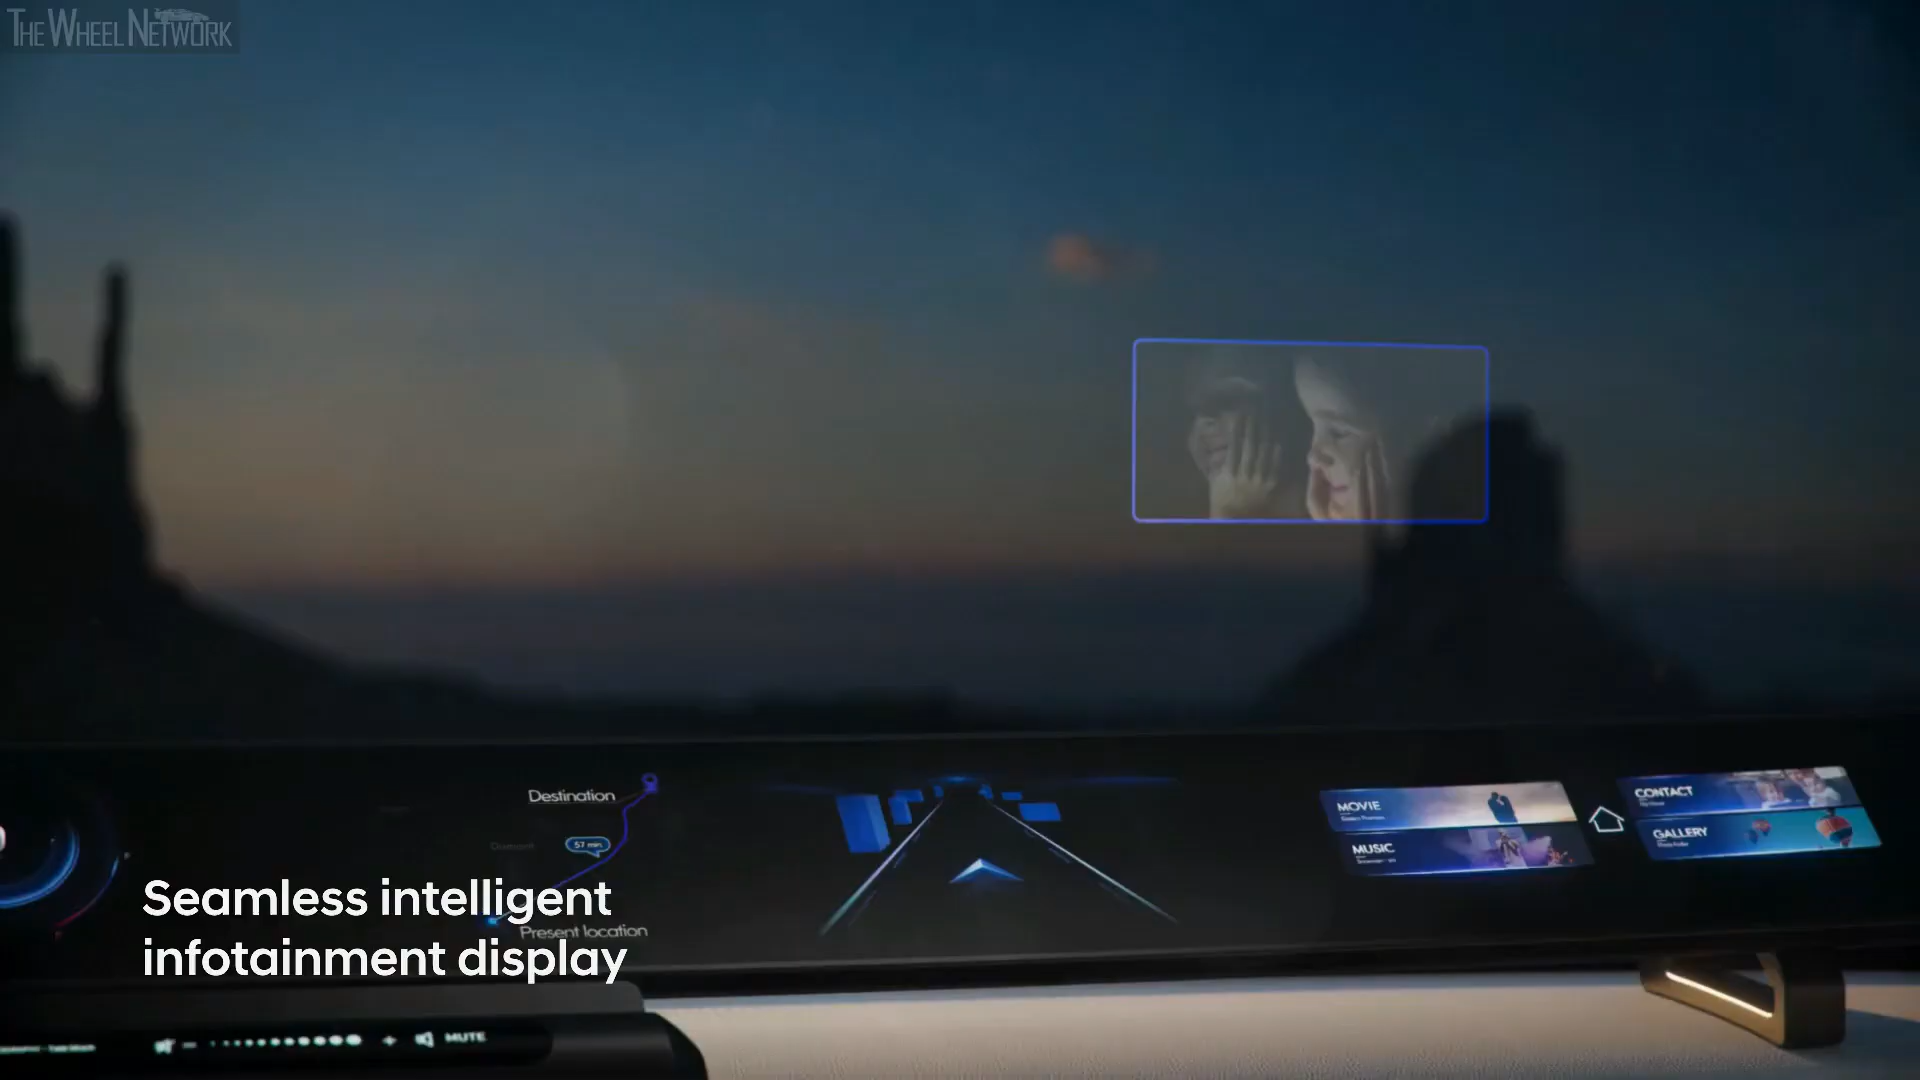 THE WHEEL NETWORK
Destination
57 min
Present location
MOVIE
MUSIC
CONTACT
GALLERY
Seamless intelligent
infotainment display
MUTE